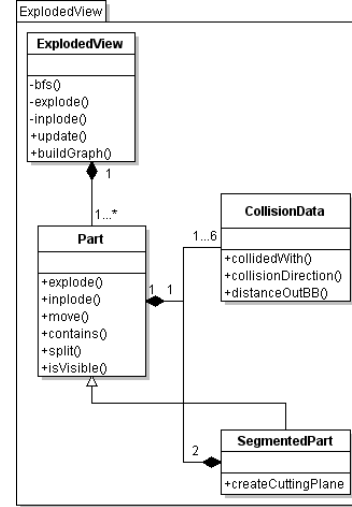 ExplodedView
ExplodedView
-bfs()
-explode()
-inplode()
+update()
+buildGraph()
1
1...*
Part
+explode()
+inplode()
+move()
+contains()
+split()
+isVisible()
1 1
1...6
CollisionData
+collidedWith()
+collisionDirection()
+distanceOutBB()
2
SegmentedPart
+createCuttingPlane